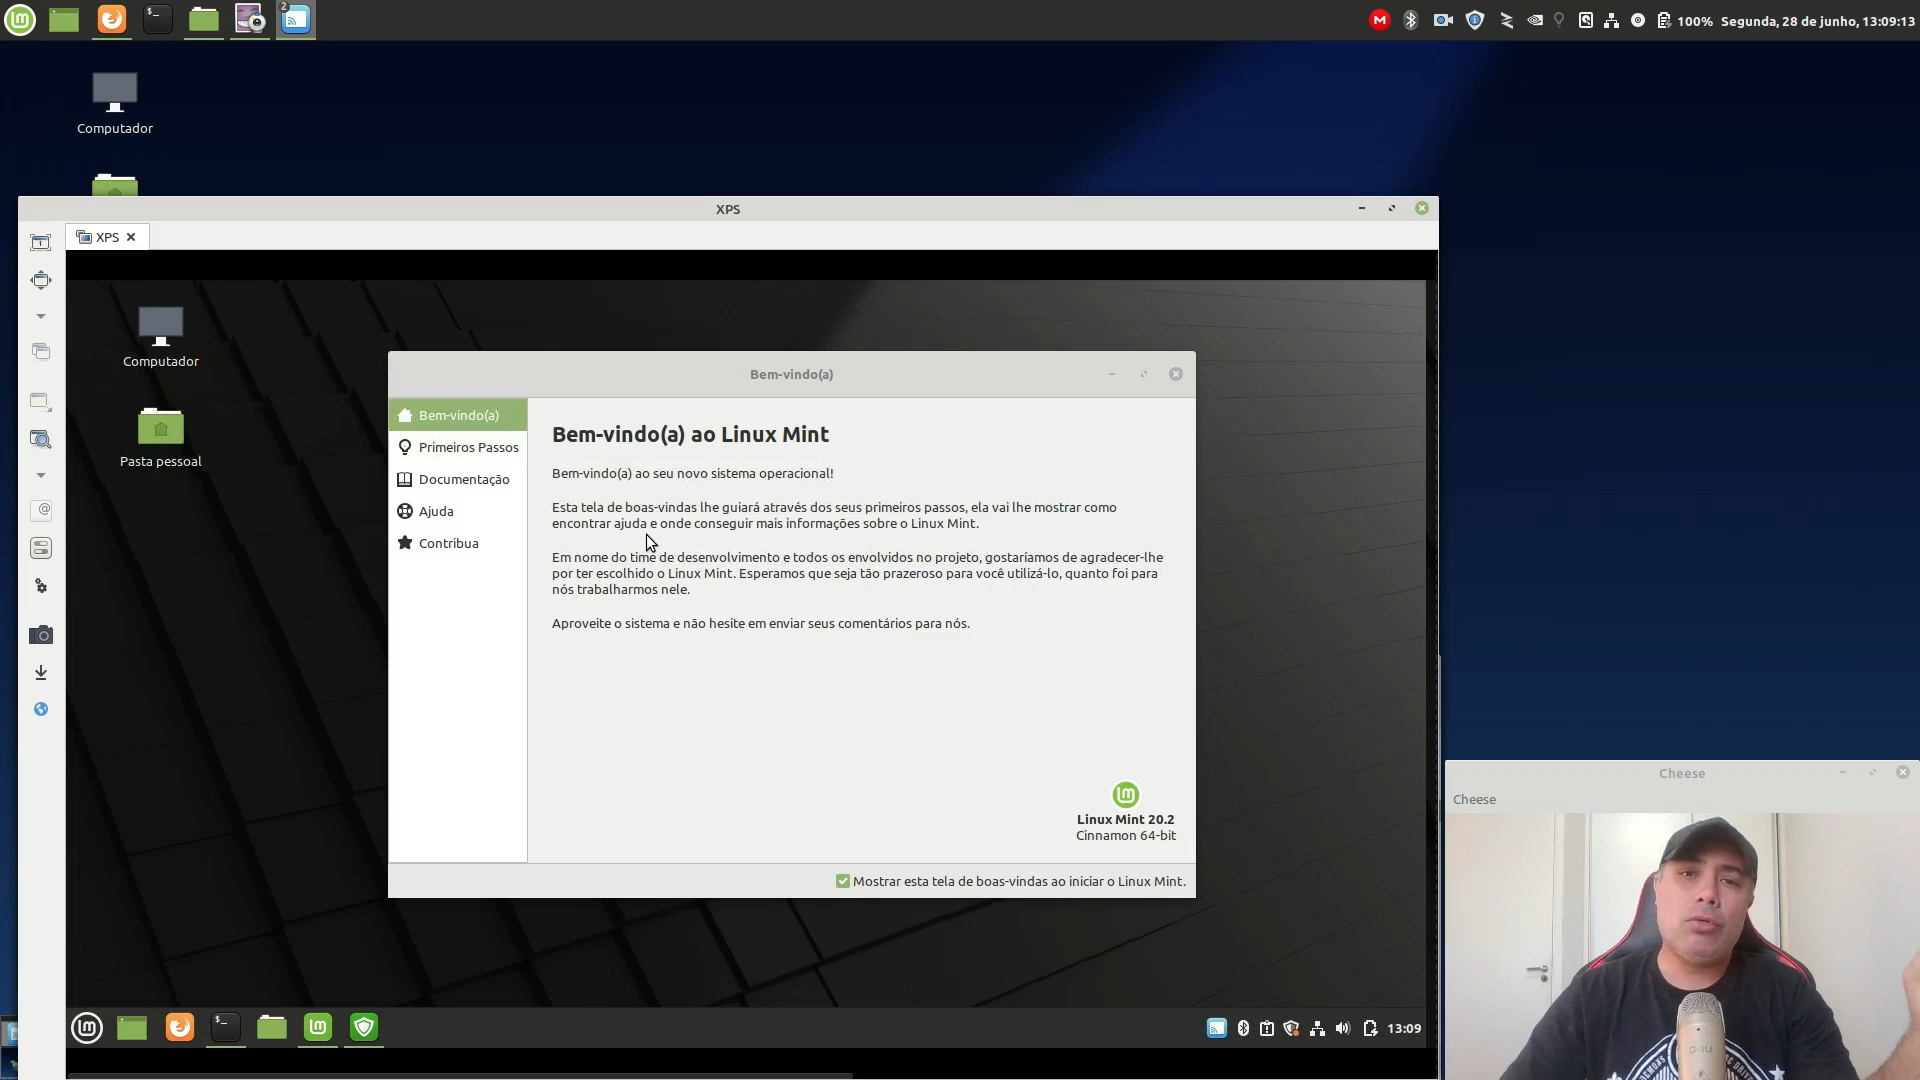 2
100%
Segunda, 28 de junho, 13:09:13
Computador
XPS
XPS
Computador
Pasta pessoal
Bem-vindo(a)
Bem-vindo(a)
Primeiros Passos
Documentação
Ajuda
Contribua
Bem-vindo(a) ao Linux Mint
Bem-vindo(a) ao seu novo sistema operacional!
Esta tela de boas-vindas lhe guiará através dos seus primeiros passos, ela vai lhe mostrar como
encontrar ajuda e onde conseguir mais informações sobre o Linux Mint.
Em nome do time de desenvolvimento e todos os envolvidos no projeto, gostaríamos de agradecer-lhe
por ter escolhido o Linux Mint. Esperamos que seja tão prazeroso para você utilizá-lo, quanto foi para
nós trabalharmos nele.
Aproveite o sistema e não hesite em enviar seus comentários para nós.
Linux Mint 20.2
Cinnamon 64-bit
Mostrar esta tela de boas-vindas ao iniciar o Linux Mint.
13:09
Cheese
Cheese